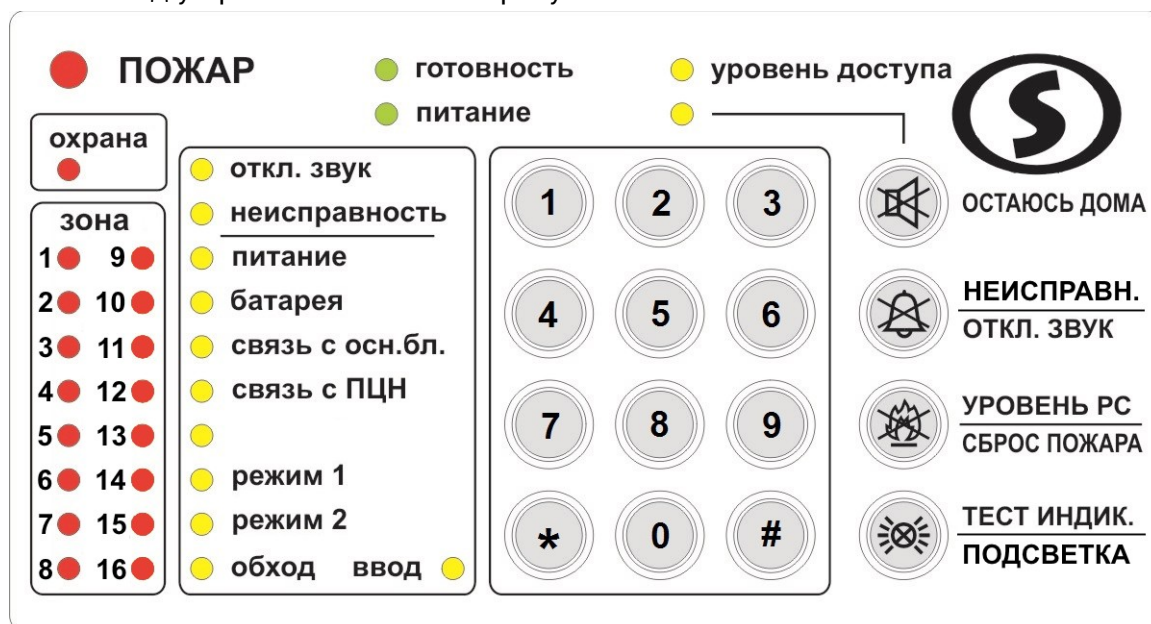 ПОЖАР
готовность
уровень доступа
питание
охрана
откл. звук
неисправность
питание
батарея
связь с осн.бл.
связь с ПЦН
режим 1
режим 2
обход ввод
зона
1 9
2 10
3 11
4 12
5 13
6 14
7 15
8 16
1 2 3
4 5 6
7 8 9
* 0 #
S
ОСТАЮСЬ ДОМА
НЕИСПРАВН.
ОТКЛ. ЗВУК
УРОВЕНЬ РС
СБРОС ПОЖАРА
ТЕСТ ИНДИК.
ПОДСВЕТКА